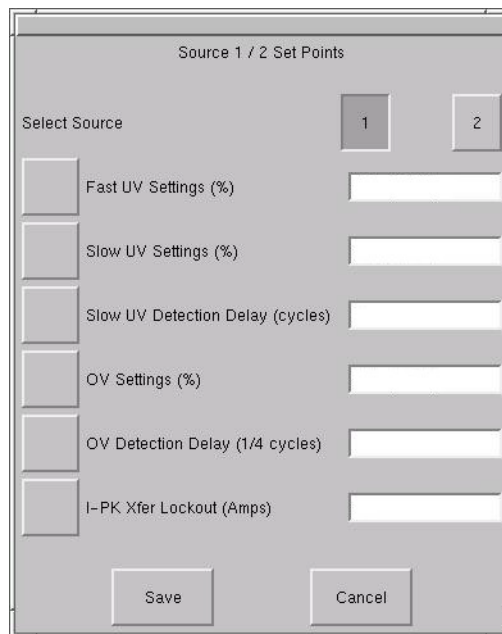 Source 1 / 2 Set Points
Select Source 1 2
Fast UV Settings (%)
Slow UV Settings (%)
Slow UV Detection Delay (cycles)
OV Settings (%)
OV Detection Delay (1/4 cycles)
I-PK Xfer Lockout (Amps)
Save Cancel